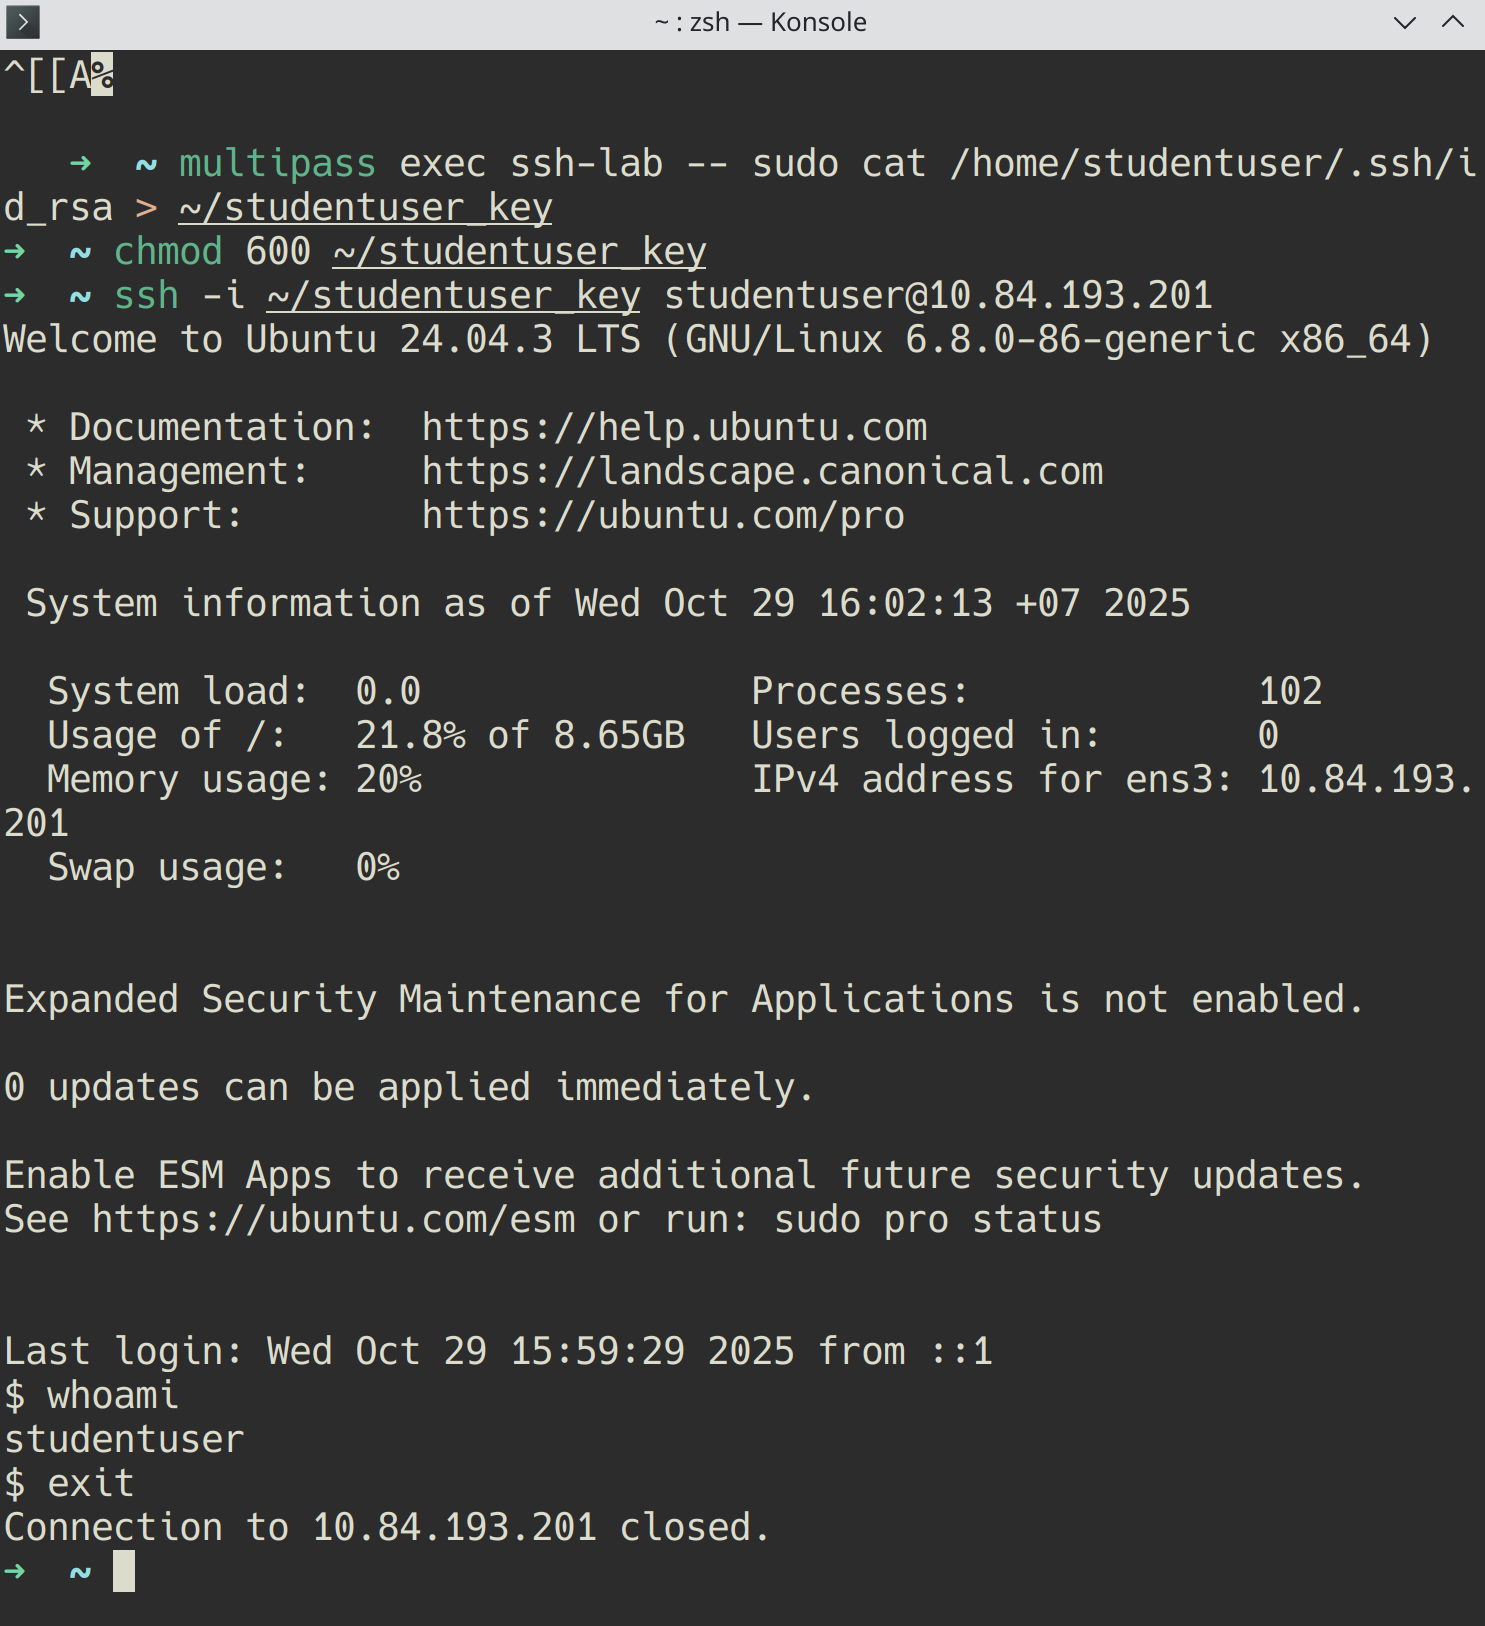 ~ : zsh — Konsole
^[[A%
➜  ~ multipass exec ssh-lab -- sudo cat /home/studentuser/.ssh/i
d_rsa > ~/studentuser_key
➜  ~ chmod 600 ~/studentuser_key
➜  ~ ssh -i ~/studentuser_key studentuser@10.84.193.201
Welcome to Ubuntu 24.04.3 LTS (GNU/Linux 6.8.0-86-generic x86_64)
* Documentation:  https://help.ubuntu.com
* Management:     https://landscape.canonical.com
* Support:        https://ubuntu.com/pro
System information as of Wed Oct 29 16:02:13 +07 2025
System load:  0.0               Processes:             102
Usage of /:   21.8% of 8.65GB   Users logged in:       0
Memory usage: 20%               IPv4 address for ens3: 10.84.193.
201
Swap usage:   0%
Expanded Security Maintenance for Applications is not enabled.
0 updates can be applied immediately.
Enable ESM Apps to receive additional future security updates.
See https://ubuntu.com/esm or run: sudo pro status
Last login: Wed Oct 29 15:59:29 2025 from ::1
$ whoami
studentuser
$ exit
Connection to 10.84.193.201 closed.
➜  ~